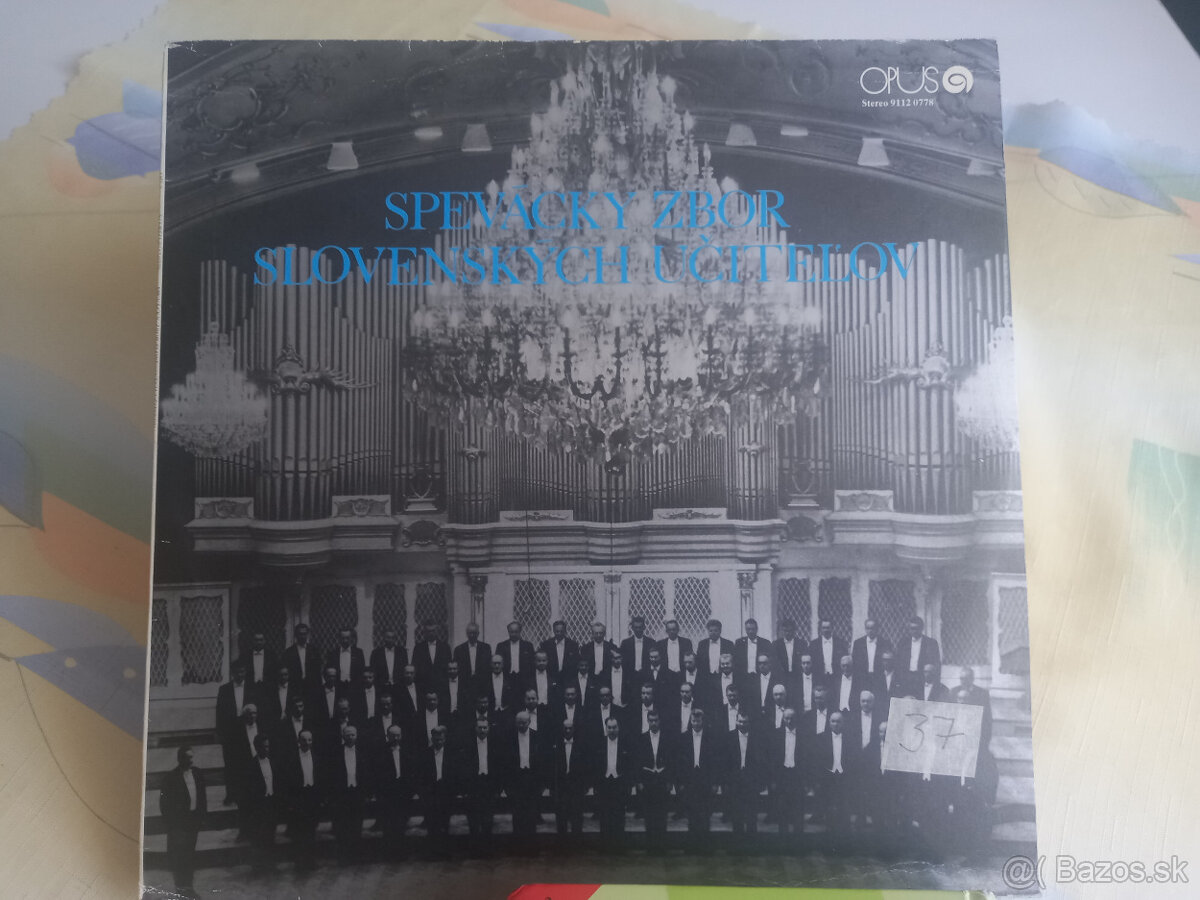 OPUS
Stereo 9112 0778
SPEVÁCKY ZBOR
SLOVENSKÝCH UČITEĽOV
37
@( Bazos.sk